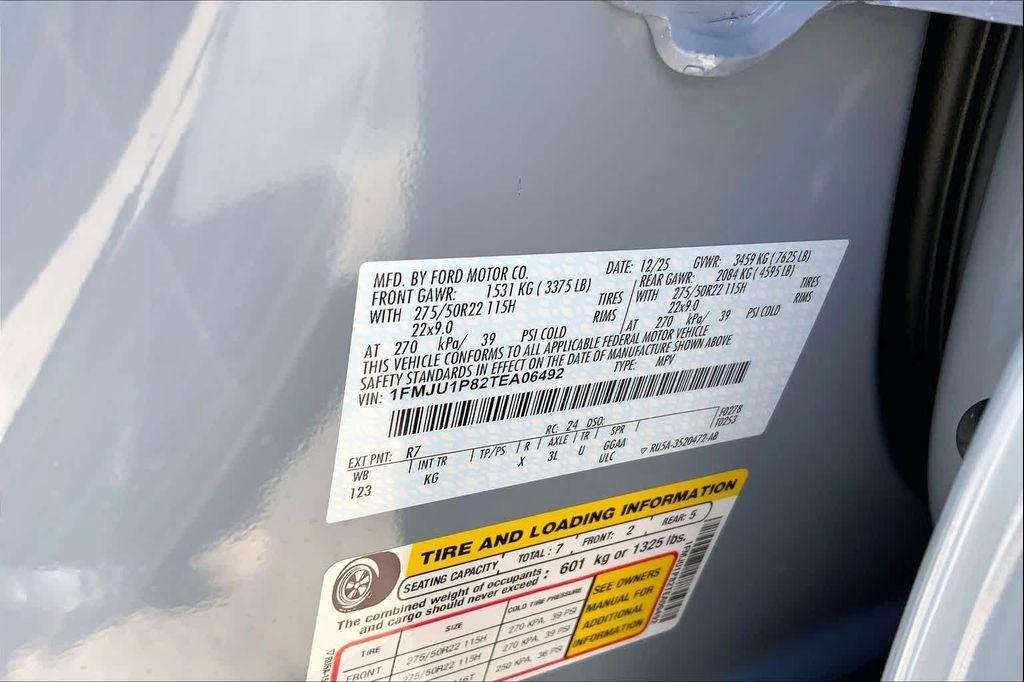 MFD. BY FORD MOTOR CO. DATE: 12/25 GVWR: 3459 KG ( 7625 LB)
FRONT GAWR: 1531 KG ( 3375 LB) REAR GAWR: 2084 KG ( 4595 LB)
WITH 275/50R22 115H TIRES WITH 275/50R22 115H TIRES
22x9.0 RIMS 22x9.0 RIMS
AT 270 kPa/ 39 PSI COLD AT 270 kPa/ 39 PSI COLD
THIS VEHICLE CONFORMS TO ALL APPLICABLE FEDERAL MOTOR VEHICLE
SAFETY STANDARDS IN EFFECT ON THE DATE OF MANUFACTURE SHOWN ABOVE
VIN: 1FMJU1P82TEA06492 TYPE: MPV
EXT PNT: R7 RC: 24 DSO: F0278
WB INT TR TP/PS R AXLE TR SPR T0253
123 KG X 3L U GGAA
ULC ▽ RU5A-3520472-AB
TIRE AND LOADING INFORMATION
SEATING CAPACITY TOTAL: 7 FRONT: 2 REAR: 5
The combined weight of occupants and cargo should never exceed : 601 kg or 1325 lbs.
TIRE SIZE COLD TIRE PRESSURE
FRONT 275/50R22 115H 270 KPA, 39 PSI
275/50R22 115H 270 KPA, 39 PSI
250 KPA, 36 PSI
SEE OWNERS
MANUAL FOR
ADDITIONAL
INFORMATION